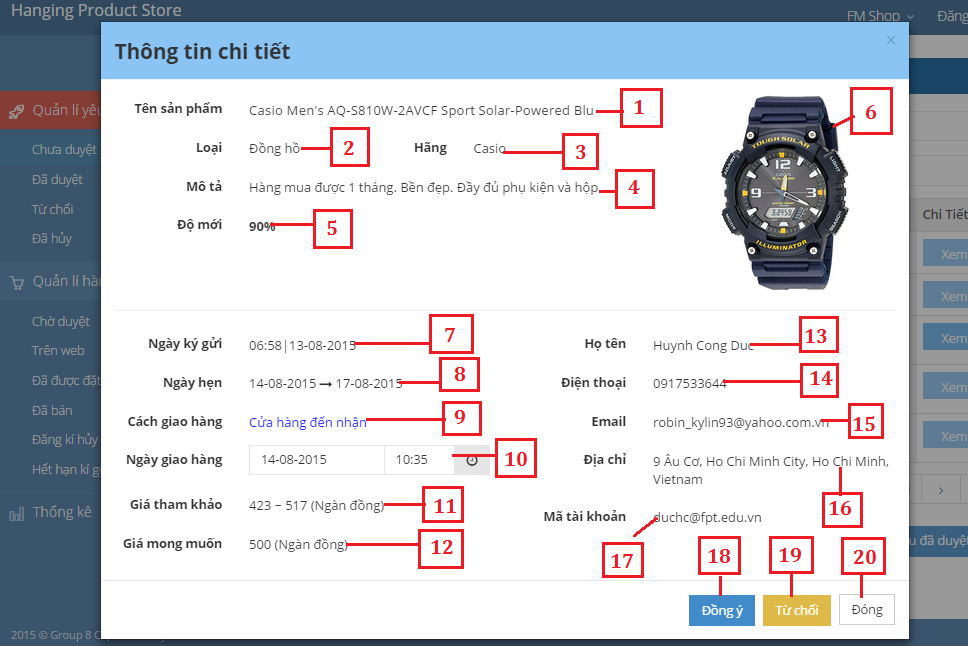 Hanging Product Store
FM Shop
Đăng
Thông tin chi tiết
×
Quản lí yêu
Chưa duyệt
Đã duyệt
Từ chối
Đã hủy
Quản lí hàn
Chờ duyệt
Trên web
Đã được đặt
Đã bán
Đăng kí hủy
Hết hạn kí g
Thống kê
Tên sản phẩm Casio Men's AQ-S810W-2AVCF Sport Solar-Powered Blu 1
Loại Đồng hồ 2 Hãng Casio 3
Mô tả Hàng mua được 1 tháng. Bền đẹp. Đầy đủ phụ kiện và hộp. 4
Độ mới 90% 5
6
TOUGH SOLAR
ADJUST
LIGHT
12
CASIO
9
SEARCH
ILLUMINATOR
Ngày ký gửi 06:58|13-08-2015 7
Ngày hẹn 14-08-2015 → 17-08-2015 8
Cách giao hàng Cửa hàng đến nhận 9
Ngày giao hàng 14-08-2015 10:35 10
Giá tham khảo 423 ~ 517 (Ngàn đồng) 11
Giá mong muốn 500 (Ngàn đồng) 12
Họ tên Huynh Cong Duc 13
Điện thoại 0917533644 14
Email robin_kylin93@yahoo.com.vn 15
Địa chỉ 9 Âu Cơ, Ho Chi Minh City, Ho Chi Minh,
Vietnam
16
Mã tài khoản duchc@fpt.edu.vn
17
18 19 20
Đồng ý Từ chối Đóng
Chi Tiết
Xem
Xem
Xem
Xem
Xem
u đã duyệt
2015 © Group 8 C